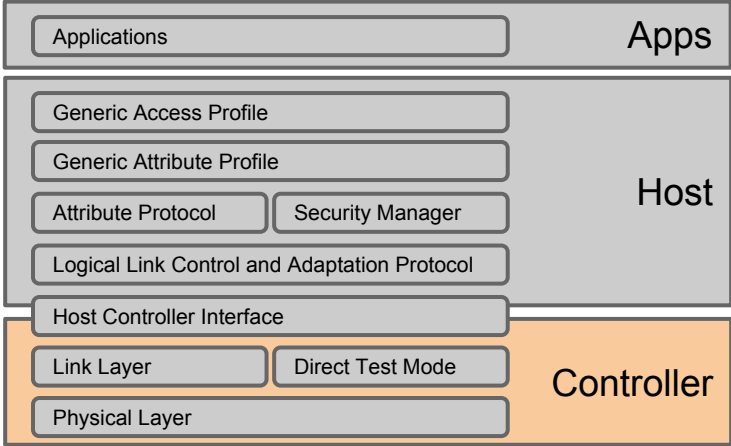 Applications
Apps
Generic Access Profile
Generic Attribute Profile
Attribute Protocol
Security Manager
Host
Logical Link Control and Adaptation Protocol
Host Controller Interface
Link Layer
Direct Test Mode
Controller
Physical Layer